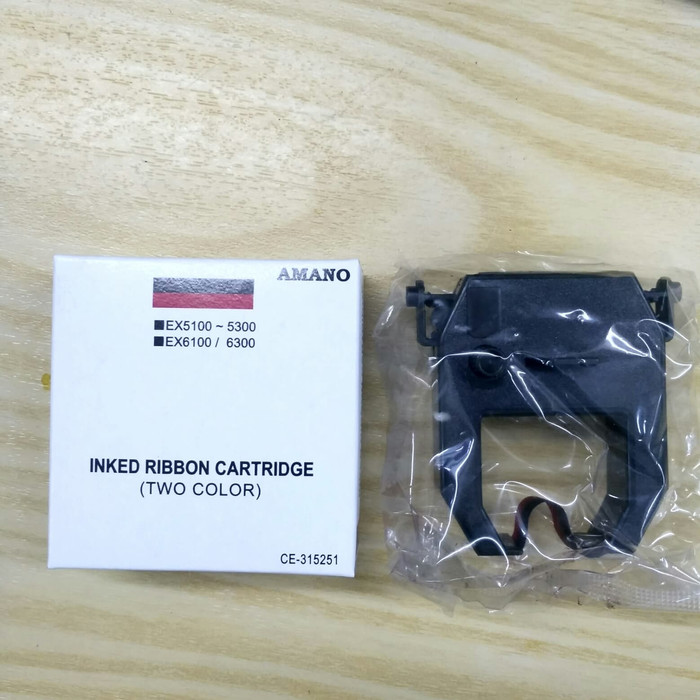 AMANO
■EX5100 ~ 5300
■EX6100 / 6300
INKED RIBBON CARTRIDGE
(TWO COLOR)
CE-315251